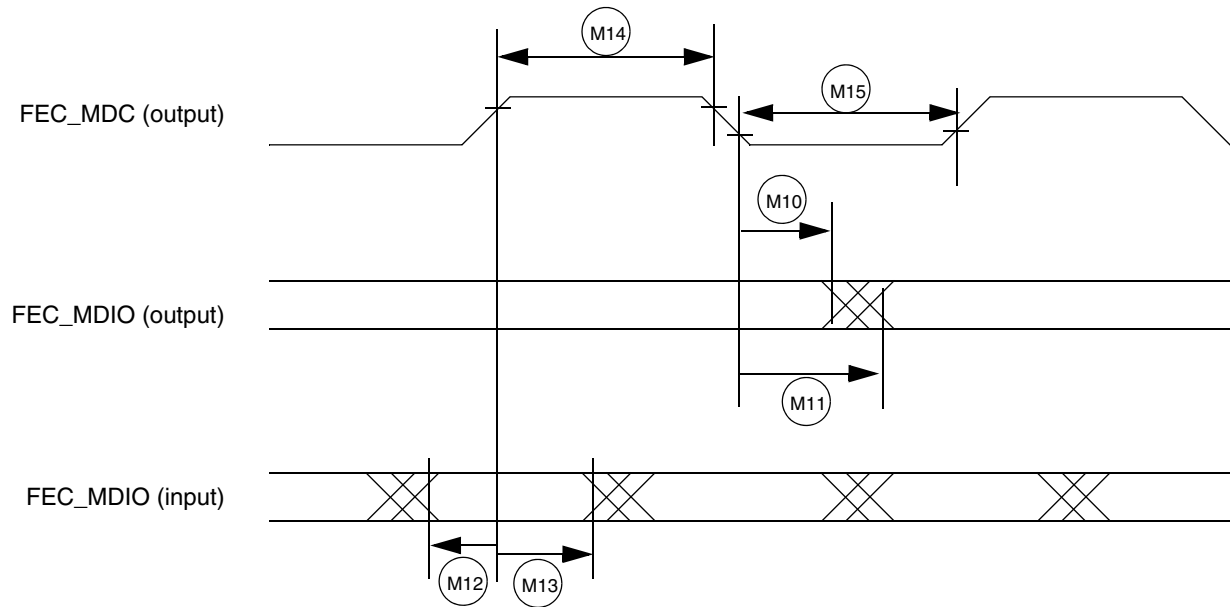 M14
FEC_MDC (output)
M15
M10
FEC_MDIO (output)
M11
FEC_MDIO (input)
M12
M13